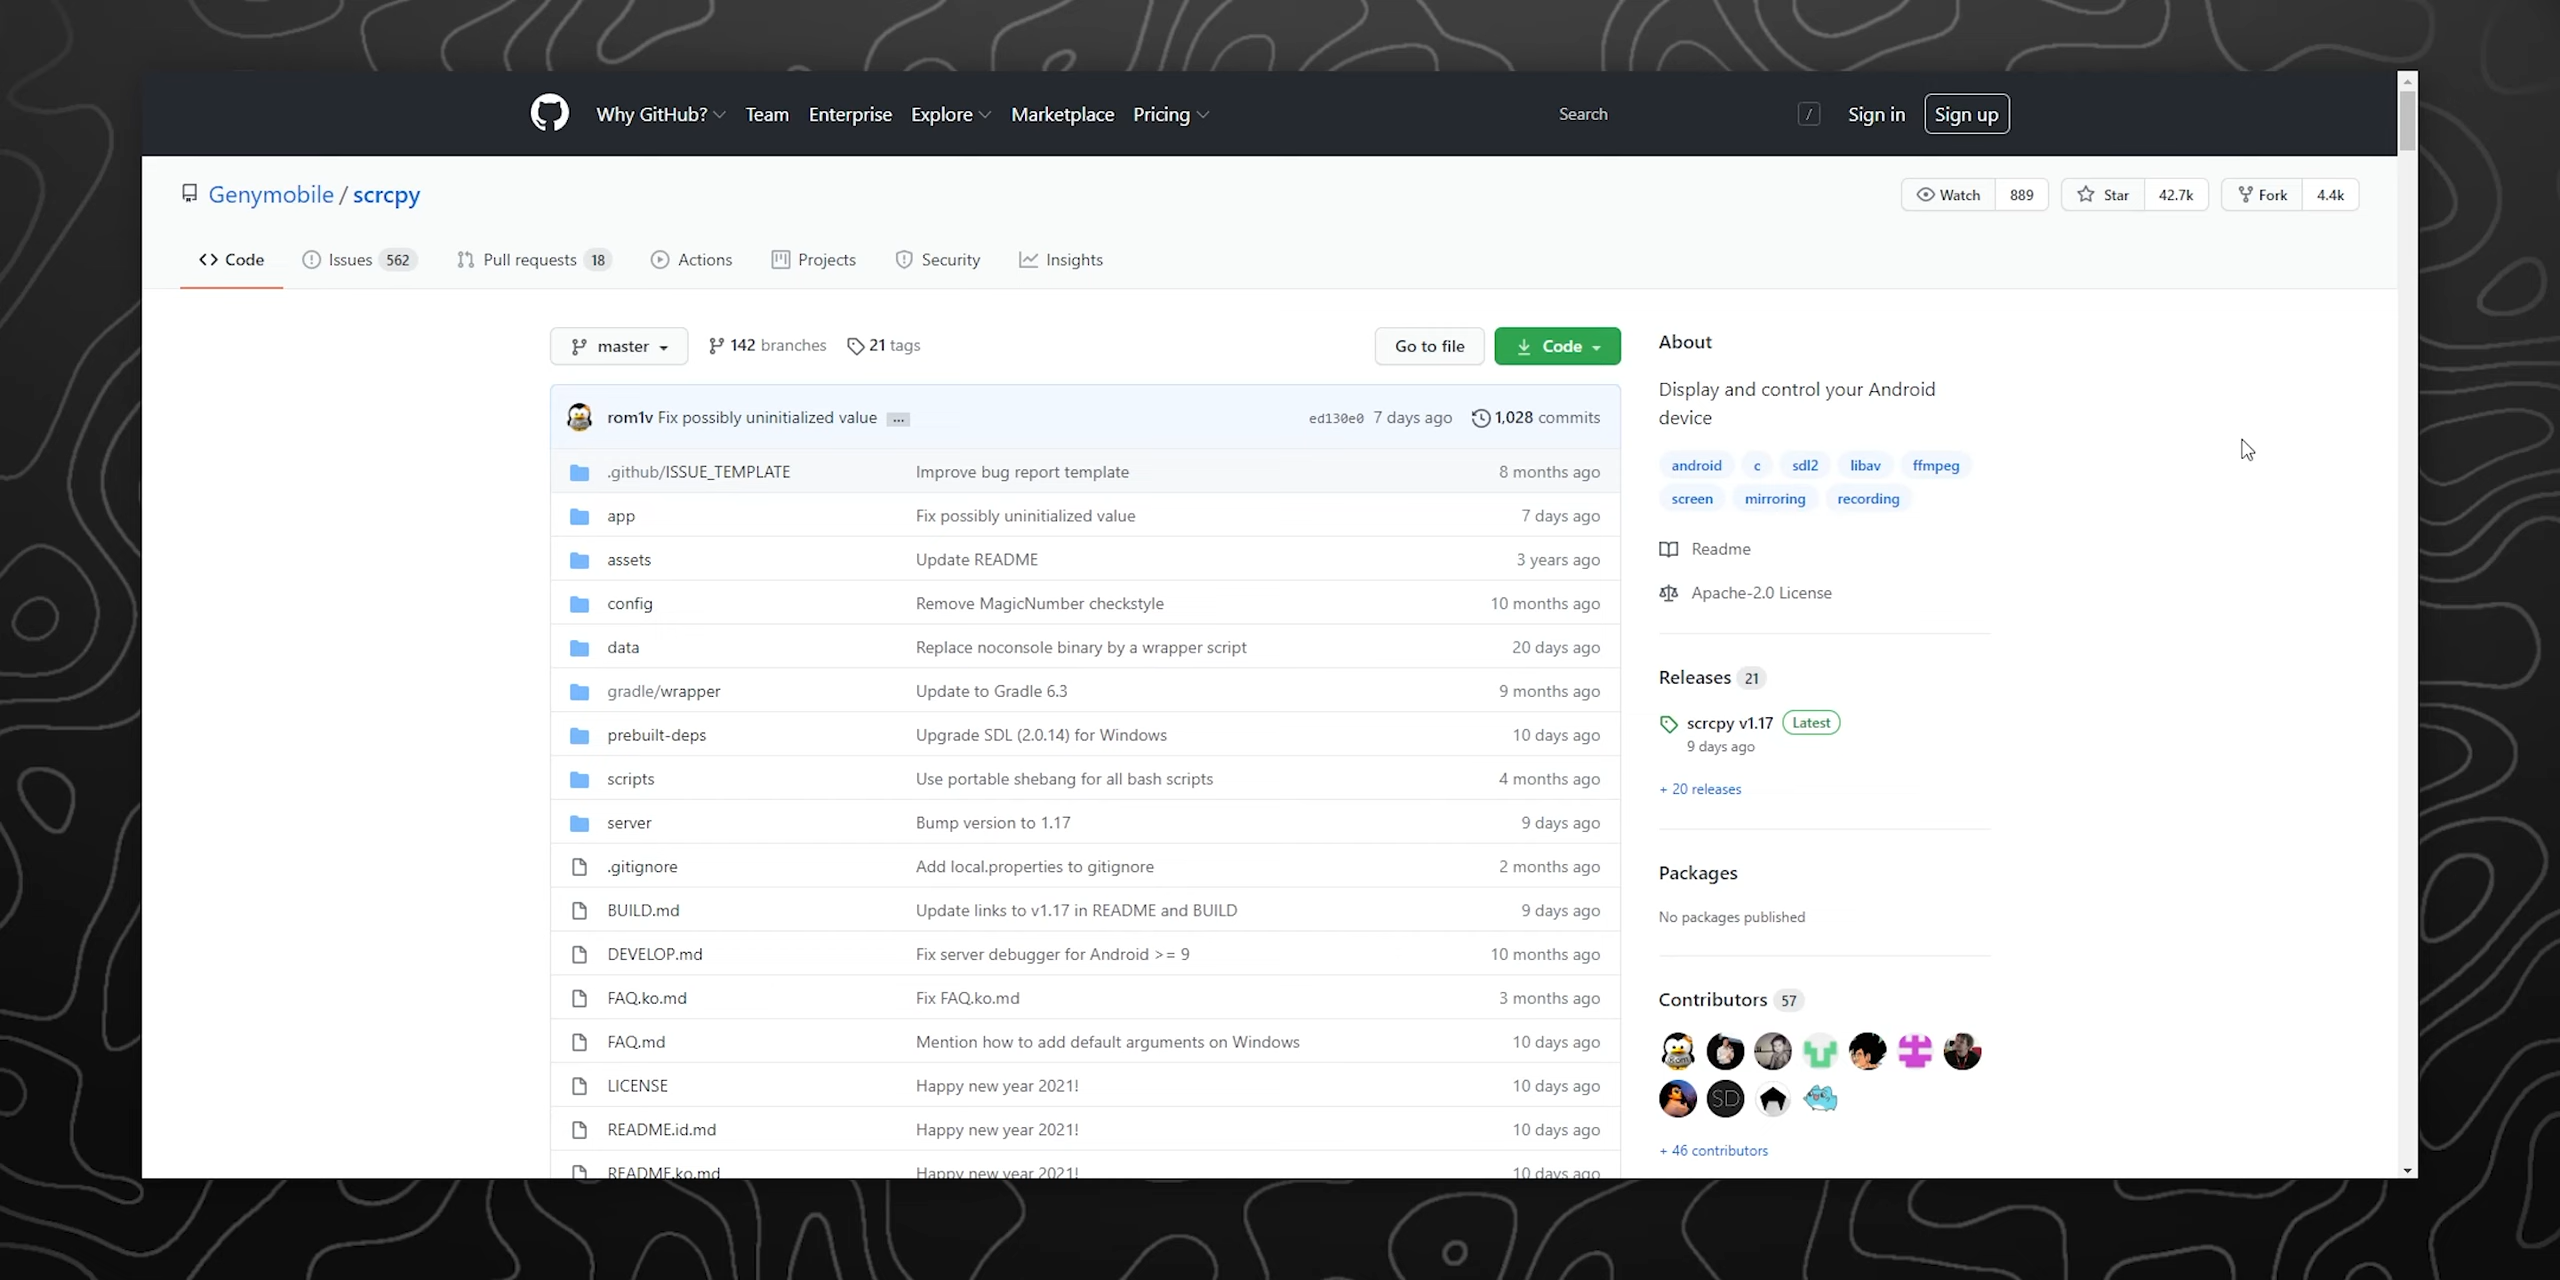 Why GitHub? Team Enterprise Explore Marketplace Pricing Search / Sign in Sign up
Genymobile / scrcpy Watch 889 Star 42.7k Fork 4.4k
Code Issues 562 Pull requests 18 Actions Projects Security Insights
master 142 branches 21 tags Go to file Code
rom1v Fix possibly uninitialized value ... ed130e0 7 days ago 1,028 commits
.github/ISSUE_TEMPLATE Improve bug report template 8 months ago
app Fix possibly uninitialized value 7 days ago
assets Update README 3 years ago
config Remove MagicNumber checkstyle 10 months ago
data Replace noconsole binary by a wrapper script 20 days ago
gradle/wrapper Update to Gradle 6.3 9 months ago
prebuilt-deps Upgrade SDL (2.0.14) for Windows 10 days ago
scripts Use portable shebang for all bash scripts 4 months ago
server Bump version to 1.17 9 days ago
.gitignore Add local.properties to gitignore 2 months ago
BUILD.md Update links to v1.17 in README and BUILD 9 days ago
DEVELOP.md Fix server debugger for Android >= 9 10 months ago
FAQ.ko.md Fix FAQ.ko.md 3 months ago
FAQ.md Mention how to add default arguments on Windows 10 days ago
LICENSE Happy new year 2021! 10 days ago
README.id.md Happy new year 2021! 10 days ago
README.ko.md Happy new year 2021! 10 days ago
About
Display and control your Android
device
android c sdl2 libav ffmpeg
screen mirroring recording
Readme
Apache-2.0 License
Releases 21
scrcpy v1.17 Latest
9 days ago
+ 20 releases
Packages
No packages published
Contributors 57
SD
+ 46 contributors